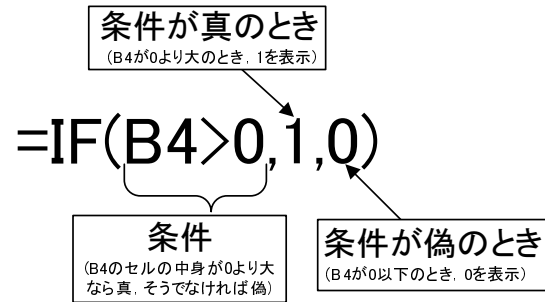 条件が真のとき
(B4が0より大のとき, 1を表示)
=IF(B4>0,1,0)
条件
(B4のセルの中身が0より大
なら真, そうでなければ偽)
条件が偽のとき
(B4が0以下のとき, 0を表示)